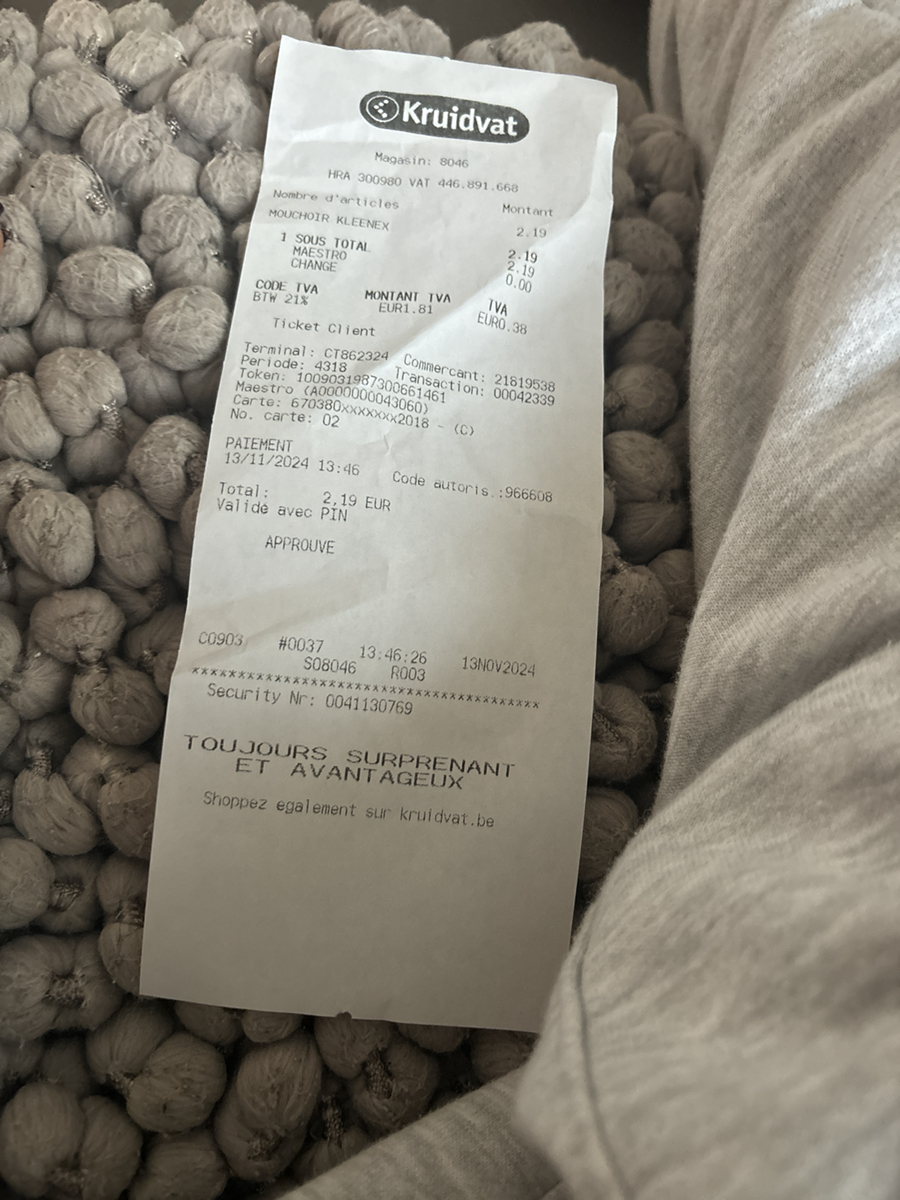 Kruidvat
Magasin: 8046
HRA 300980 VAT 446.891.668
Nombre d'articles Montant
MOUCHOIR KLEENEX 2.19
1 SOUS TOTAL 2.19
MAESTRO 2.19
CHANGE 0.00
CODE TVA MONTANT TVA TVA
BTW 21% EUR1.81 EUR0.38
Ticket Client
Terminal: CT862324 Commercant: 21819538
Periode: 4318 Transaction: 00042339
Token: 1009031987300661461
Maestro (A0000000043060)
Carte: 670380xxxxxxx2018 - (C)
No. carte: 02
PAIEMENT
13/11/2024 13:46 Code autoris.:966608
Total: 2,19 EUR
Validé avec PIN
APPROUVE
C0903 #0037 13:46:26 13NOV2024
S08046 R003
****************************************
Security Nr: 0041130769
TOUJOURS SURPRENANT
ET AVANTAGEUX
Shoppez egalement sur kruidvat.be